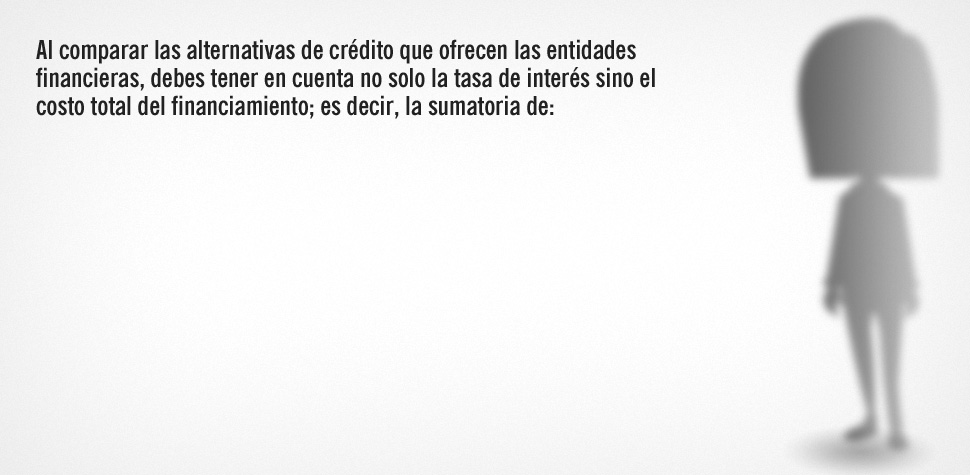 Al comparar las alternativas de crédito que ofrecen las entidades
financieras, debes tener en cuenta no solo la tasa de interés sino el
costo total del financiamiento; es decir, la sumatoria de: